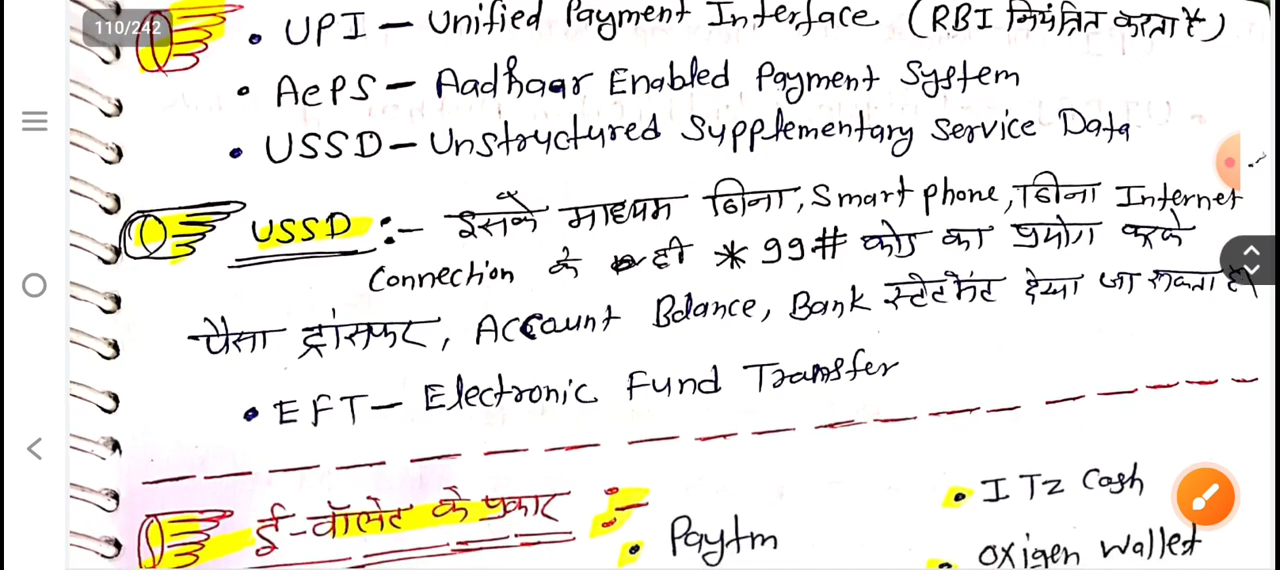 110/242
• UPI – Unified Payment Interface (RBI नियंत्रित करता है)
• AePS – Aadhaar Enabled Payment System
• USSD – Unstructured Supplementary Service Data
USSD :- इसके माध्यम बिना, Smart phone, बिना Internet
Connection के ही *99# कोड का प्रयोग करके
पैसा ट्रांसफर, Account Balance, Bank स्टेटमेंट देखा जा सकता है।
• EFT – Electronic Fund Transfer
ई-वॉलेट के प्रकार :-
• Paytm
• ITz Cash
• Oxigen Wallet